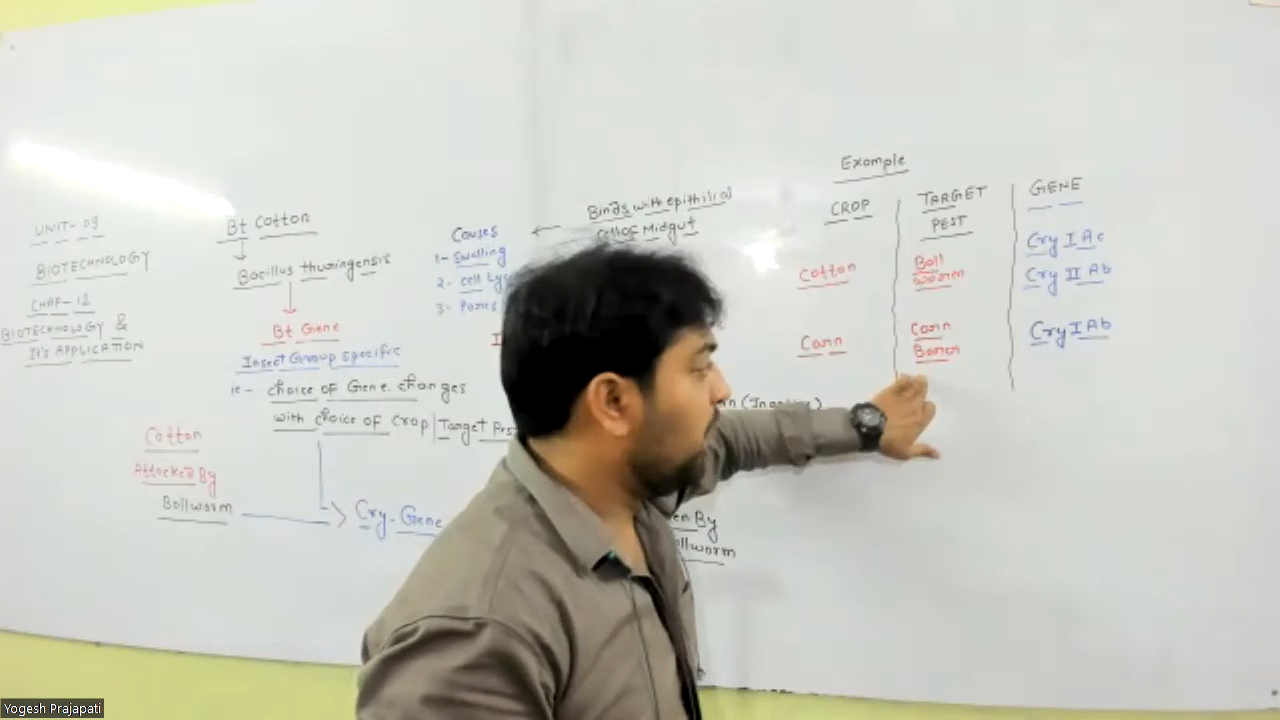 UNIT-09
BIOTECHNOLOGY
CHAP-12
BIOTECHNOLOGY &
It's APPLICATION
Bt Cotton
Bacillus thuringensis
Bt Gene
Insect Group specific
ie - choice of Gene changes
with choice of crop | Target Pest
Cotton
Attacked By
Bollworm
Cry-Gene
Binds with epithilial
Cell of Midgut
Causes
1- Swalling
2- cell
3-
Example
CROP
TARGET
PEST
GENE
Cotton
Boll
worm
Cry I Ac
Cry II Ab
Corn
Corn
Borer
Cry I Ab
By
Yogesh Prajapati